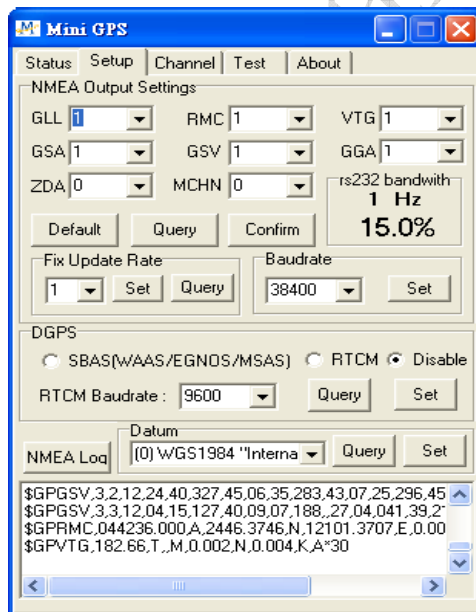 Mini GPS
Status Setup Channel Test About
NMEA Output Settings
GLL 1 RMC 1 VTG 1
GSA 1 GSV 1 GGA 1
ZDA 0 MCHN 0
rs232 bandwith
1 Hz
15.0%
Default Query Confirm
Fix Update Rate
1 Set Query
Baudrate
38400 Set
DGPS
SBAS(WAAS/EGNOS/MSAS) RTCM Disable
RTCM Baudrate : 9600 Query Set
NMEA Log
Datum
(0) WGS1984 "Interna Query Set
$GPGSV,3,2,12,24,40,327,45,06,35,283,43,07,25,296,45
$GPGSV,3,3,12,04,15,127,40,09,07,188,,27,04,041,39,2
$GPRMC,044236.000,A,2446.3746,N,12101.3707,E,0.00
$GPVTG,182.66,T,,M,0.002,N,0.004,K,A*30